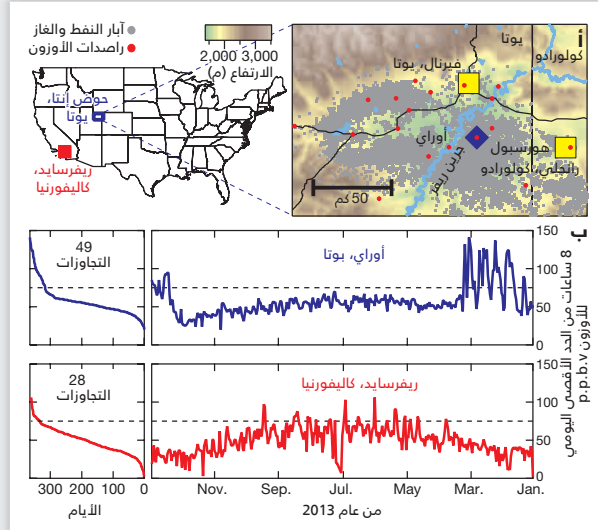 أ
يوتا
كولورادو
فيرنال، يوتا
أوراي
جرين ريفر
هورسبول
رانجلي، كولورادو
50 كم
آبار النفط والغاز
راصدات الأوزون
3,000 2,000
الارتفاع (م)
حوض إنتا،
يوتا
ريفرسايد،
كاليفورنيا
ب
8 ساعات من الحد الأقصى اليومي
للأوزون p.p.b.v
150
100
50
0
أوراي، يوتا
49
التجاوزات
150
100
50
0
ريفرسايد، كاليفورنيا
28
التجاوزات
Nov. Sep. Jul. May Mar. Jan.
من عام 2013
300 200 100 0
الأيام